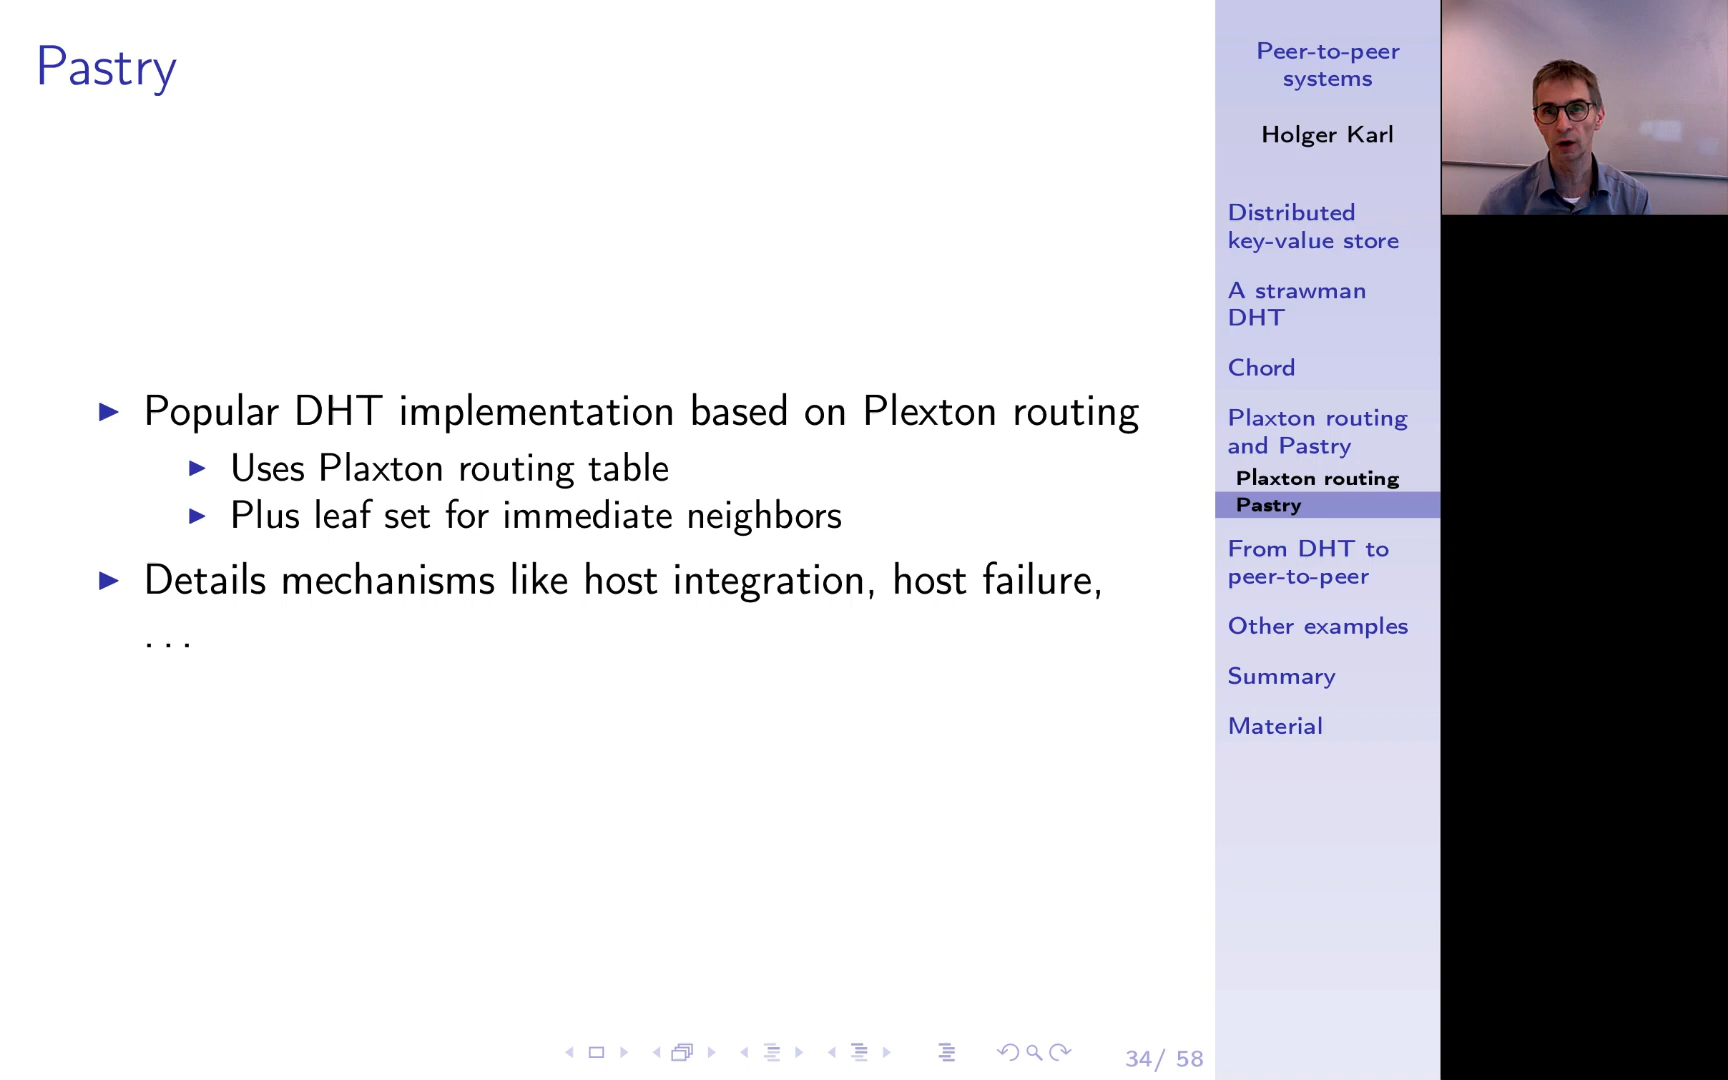 Pastry
▶ Popular DHT implementation based on Plexton routing
▶ Uses Plaxton routing table
▶ Plus leaf set for immediate neighbors
▶ Details mechanisms like host integration, host failure,
. . .
34/ 58
Peer-to-peer
systems
Holger Karl
Distributed
key-value store
A strawman
DHT
Chord
Plaxton routing
and Pastry
Plaxton routing
Pastry
From DHT to
peer-to-peer
Other examples
Summary
Material